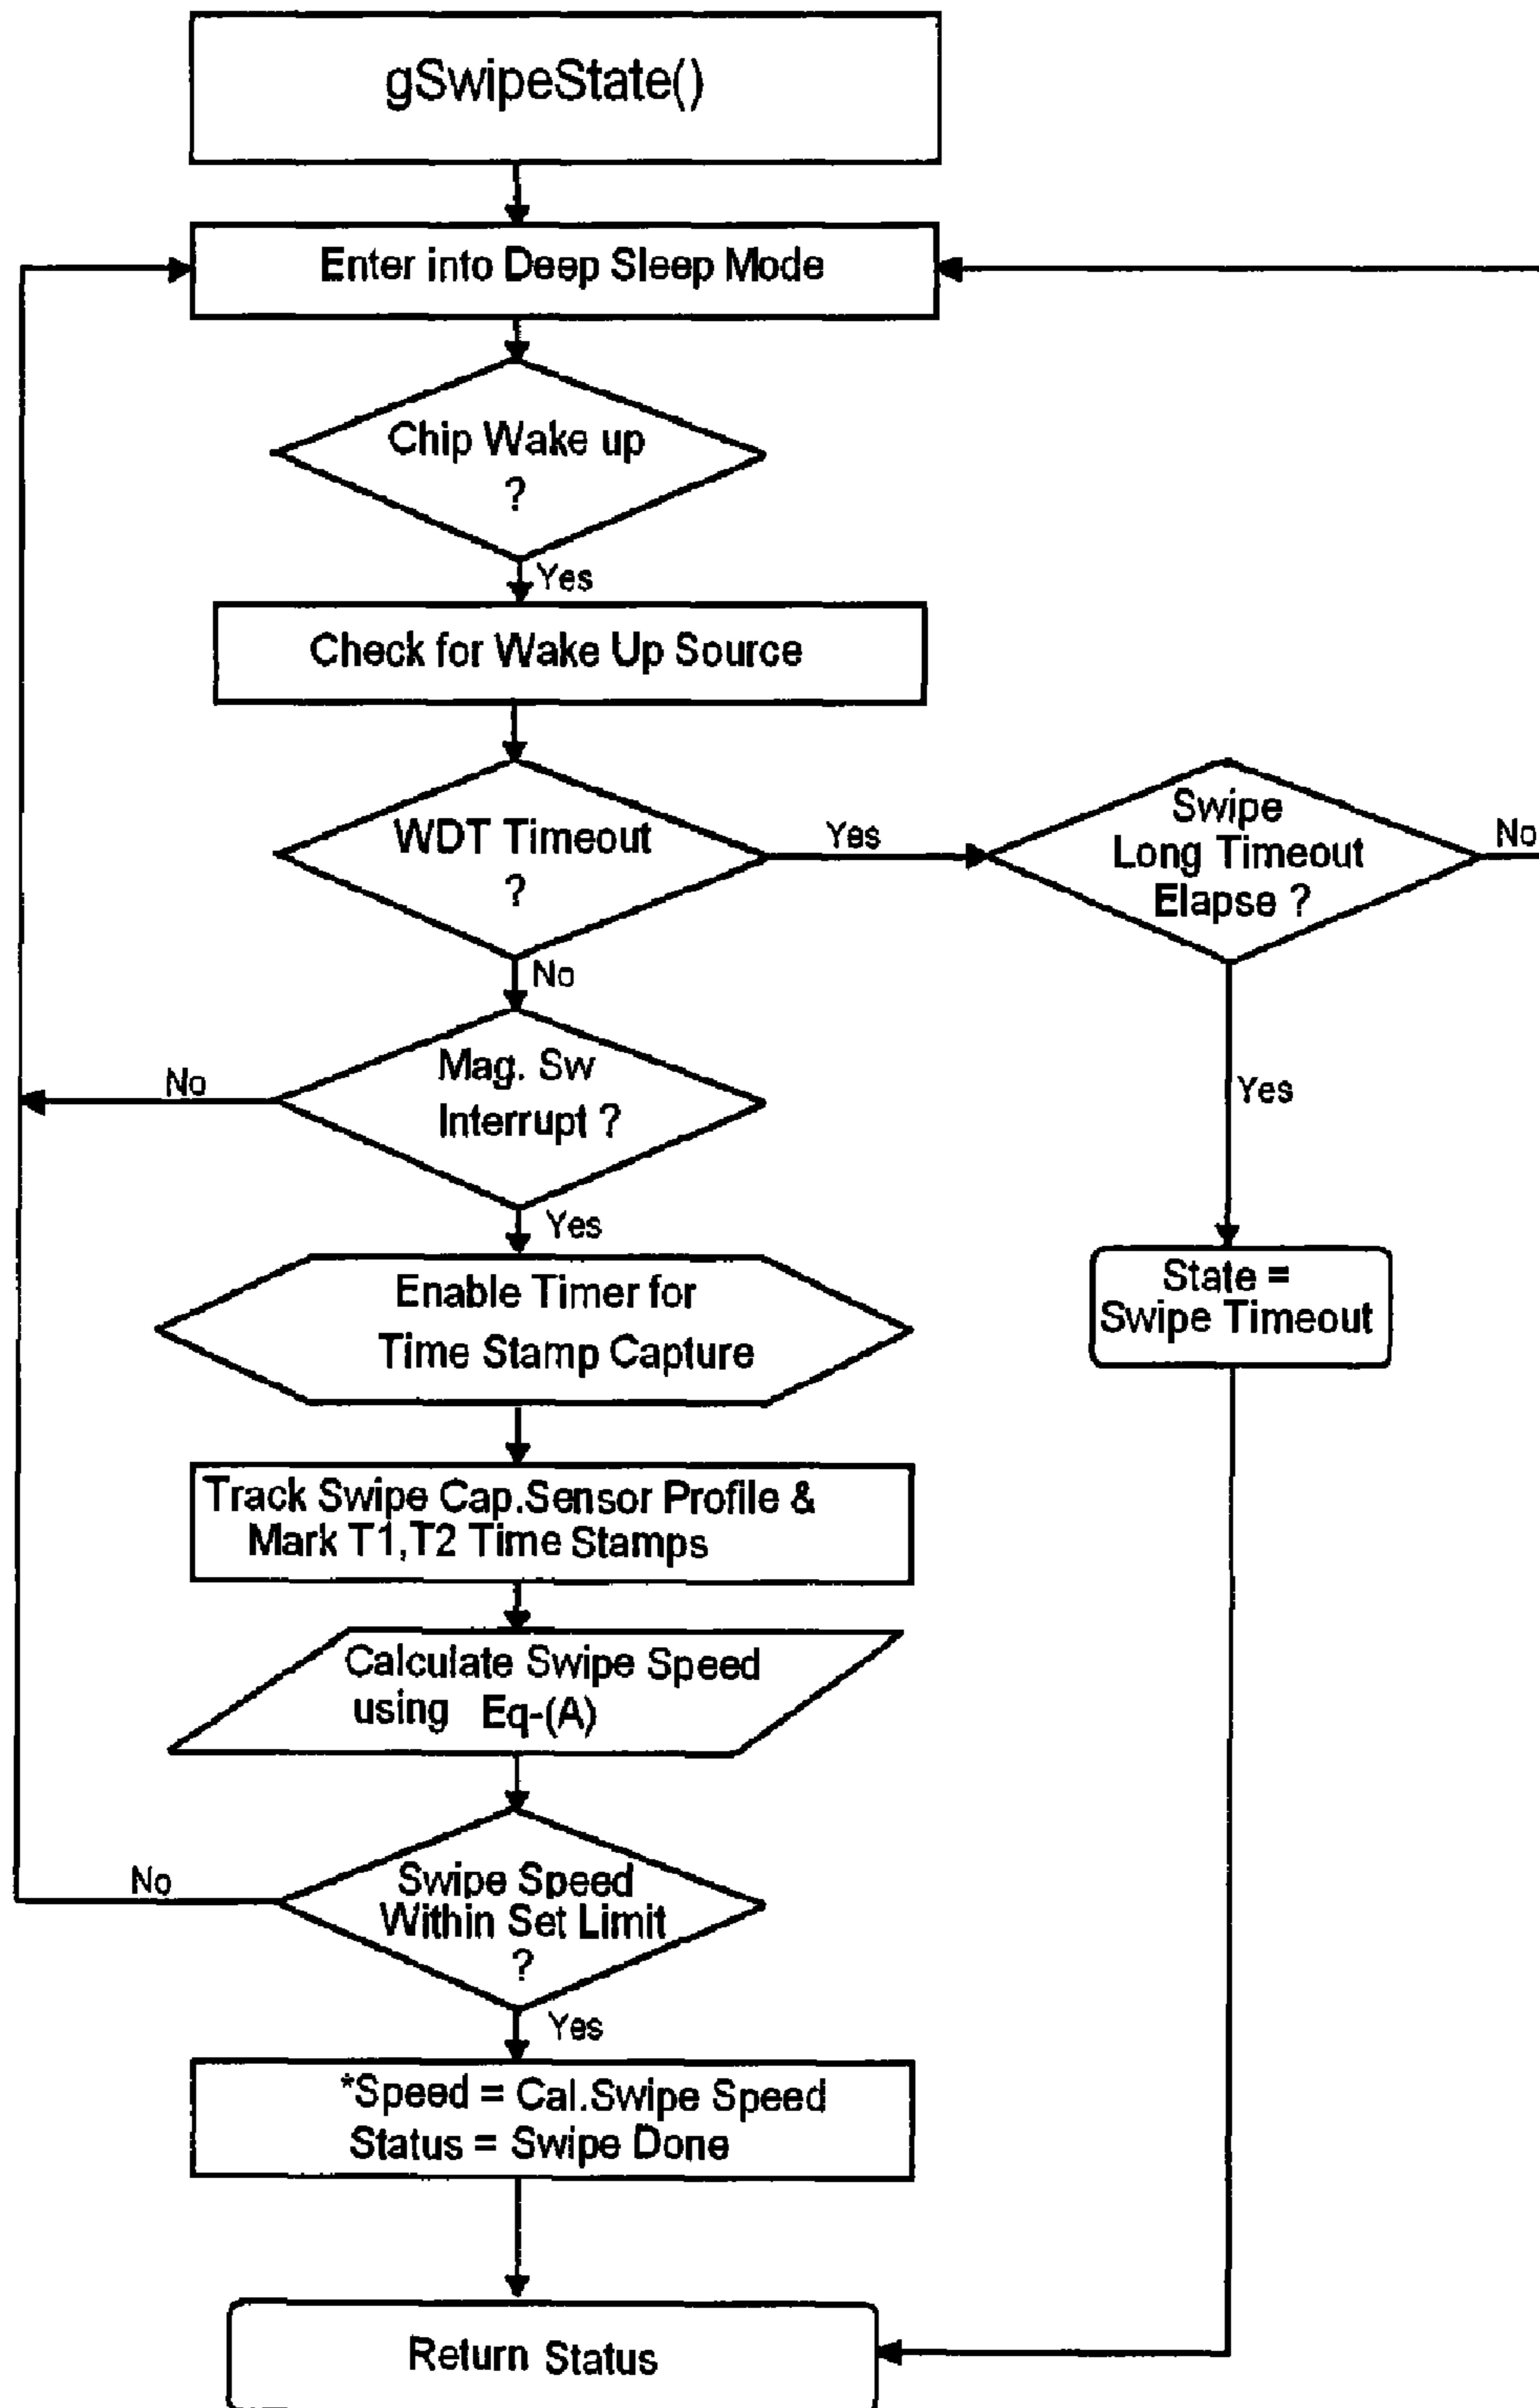 gSwipeState()
Enter into Deep Sleep Mode
Chip Wake up
?
Yes
Check for Wake Up Source
WDT Timeout
?
Yes
Swipe
Long Timeout
Elapse ?
No
No
Mag. Sw
Interrupt ?
No
Yes
Yes
Enable Timer for
Time Stamp Capture
State =
Swipe Timeout
Track Swipe Cap.Sensor Profile &
Mark T1,T2 Time Stamps
Calculate Swipe Speed
using Eq-(A)
Swipe Speed
Within Set Limit
?
No
Yes
*Speed = Cal.Swipe Speed
Status = Swipe Done
Return Status